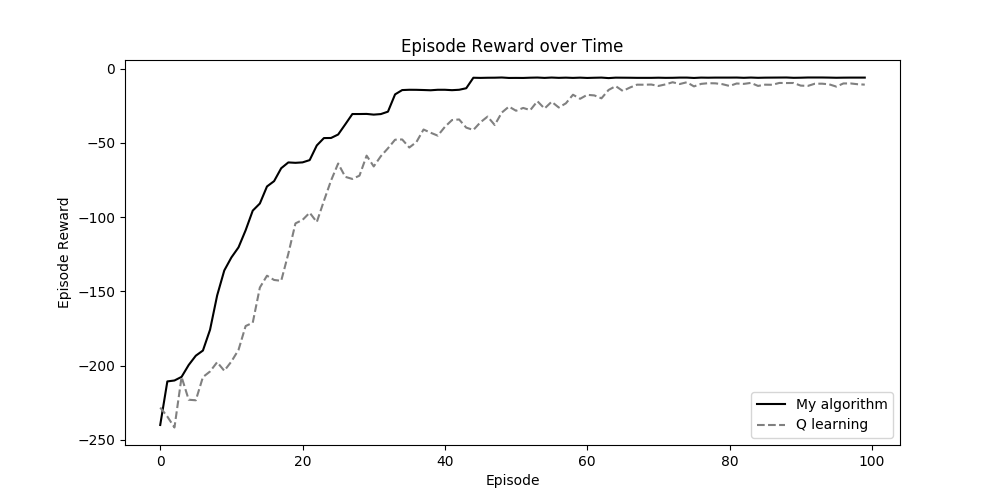 Episode Reward over Time
0
−50
−100
−150
−200
−250
Episode Reward
0 20 40 60 80 100
Episode
My algorithm
Q learning